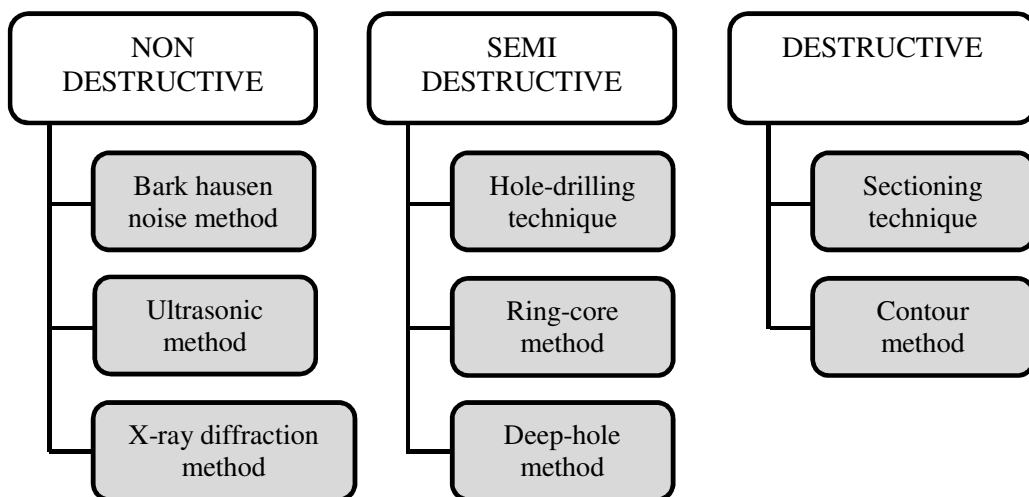 NON
DESTRUCTIVE
Bark hausen
noise method
Ultrasonic
method
X-ray diffraction
method
SEMI
DESTRUCTIVE
Hole-drilling
technique
Ring-core
method
Deep-hole
method
DESTRUCTIVE
Sectioning
technique
Contour
method